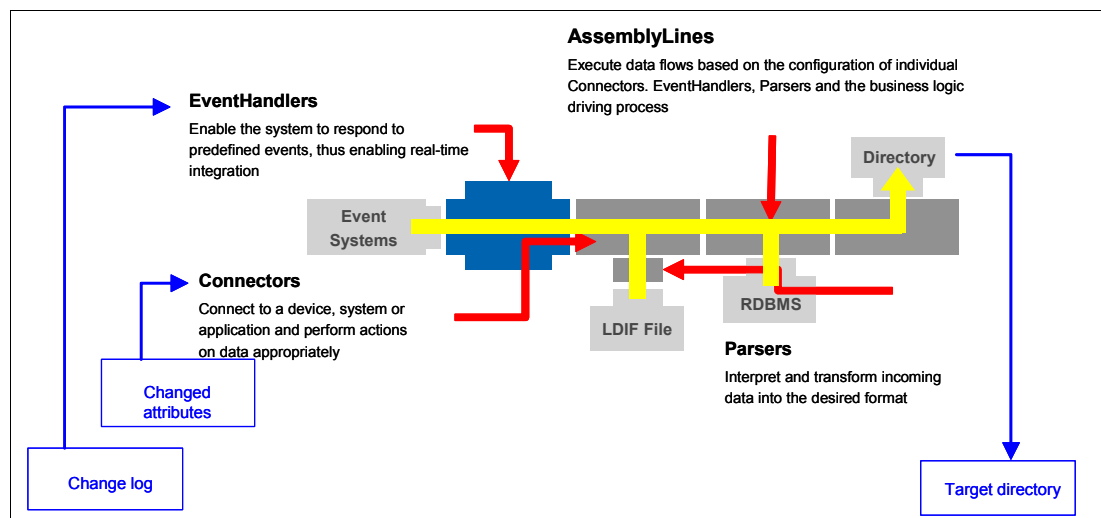 AssemblyLines
Execute data flows based on the configuration of individual
Connectors. EventHandlers, Parsers and the business logic
driving process
EventHandlers
Enable the system to respond to
predefined events, thus enabling real-time
integration
Directory
Event
Systems
Connectors
Connect to a device, system or
application and perform actions
on data appropriately
LDIF File
RDBMS
Parsers
Interpret and transform incoming
data into the desired format
Changed
attributes
Change log
Target directory